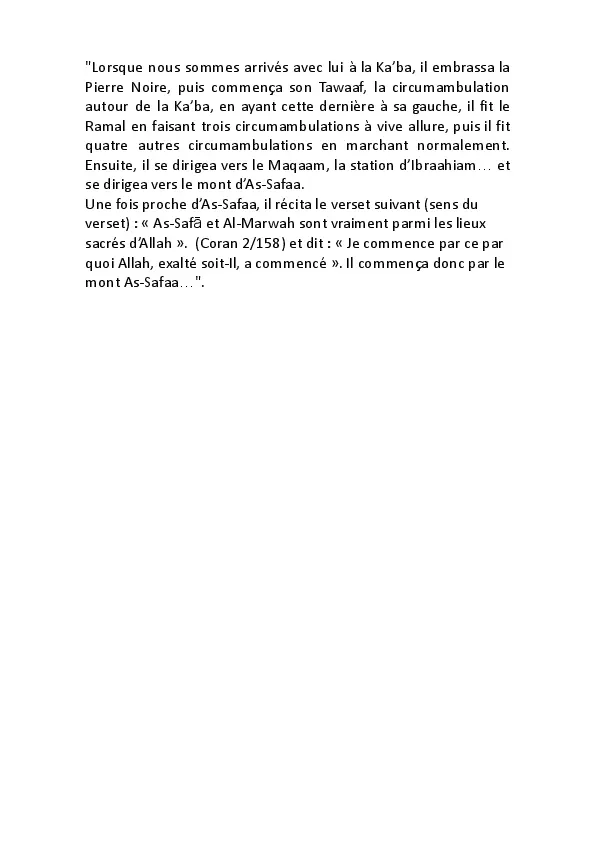 "Lorsque nous sommes arrivés avec lui à la Ka’ba, il embrassa la
Pierre Noire, puis commença son Tawaaf, la circumambulation
autour de la Ka’ba, en ayant cette dernière à sa gauche, il fit le
Ramal en faisant trois circumambulations à vive allure, puis il fit
quatre autres circumambulations en marchant normalement.
Ensuite, il se dirigea vers le Maqaam, la station d’Ibraahiam… et
se dirigea vers le mont d’As-Safaa.
Une fois proche d’As-Safaa, il récita le verset suivant (sens du
verset) : « As-Safā et Al-Marwah sont vraiment parmi les lieux
sacrés d’Allah ».  (Coran 2/158) et dit : « Je commence par ce par
quoi Allah, exalté soit-Il, a commencé ». Il commença donc par le
mont As-Safaa…".